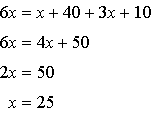 6x = x + 40 + 3x + 10
6x = 4x + 50
2x = 50
x = 25